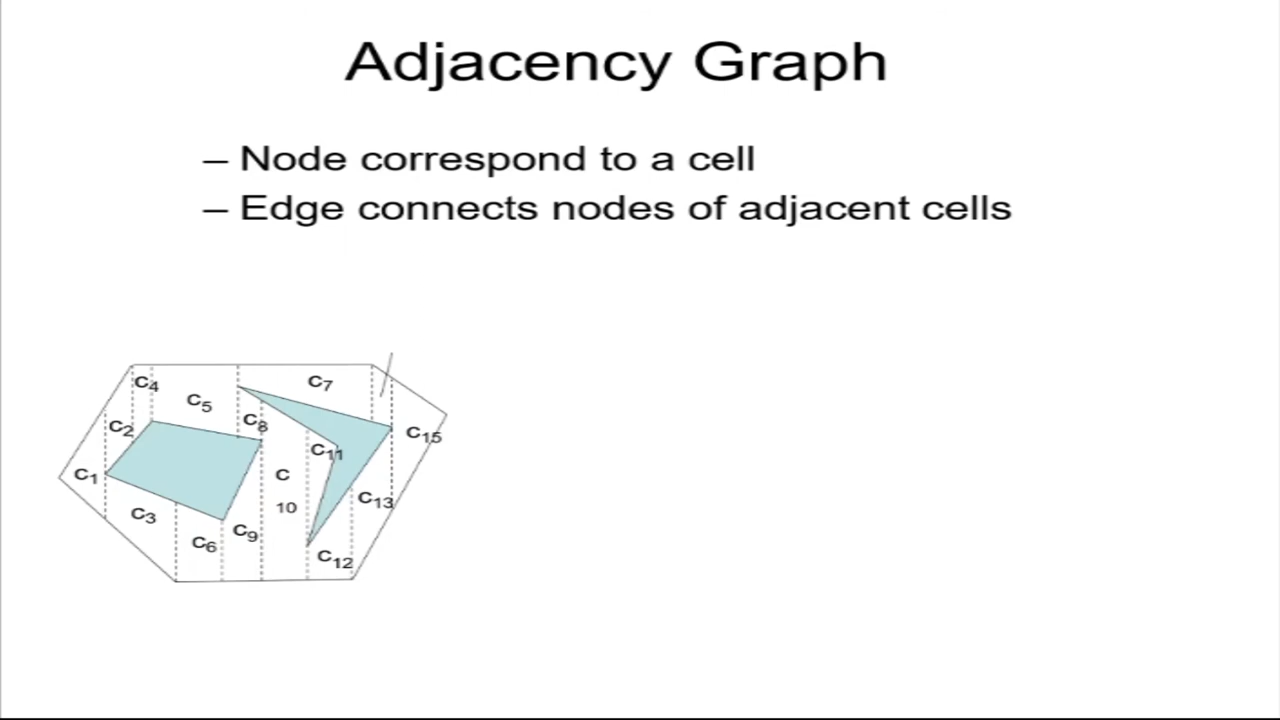 Adjacency Graph
– Node correspond to a cell
– Edge connects nodes of adjacent cells
C4
C7
C5
C2
C8
C15
C11
C1
C
10
C13
C3
C9
C6
C12